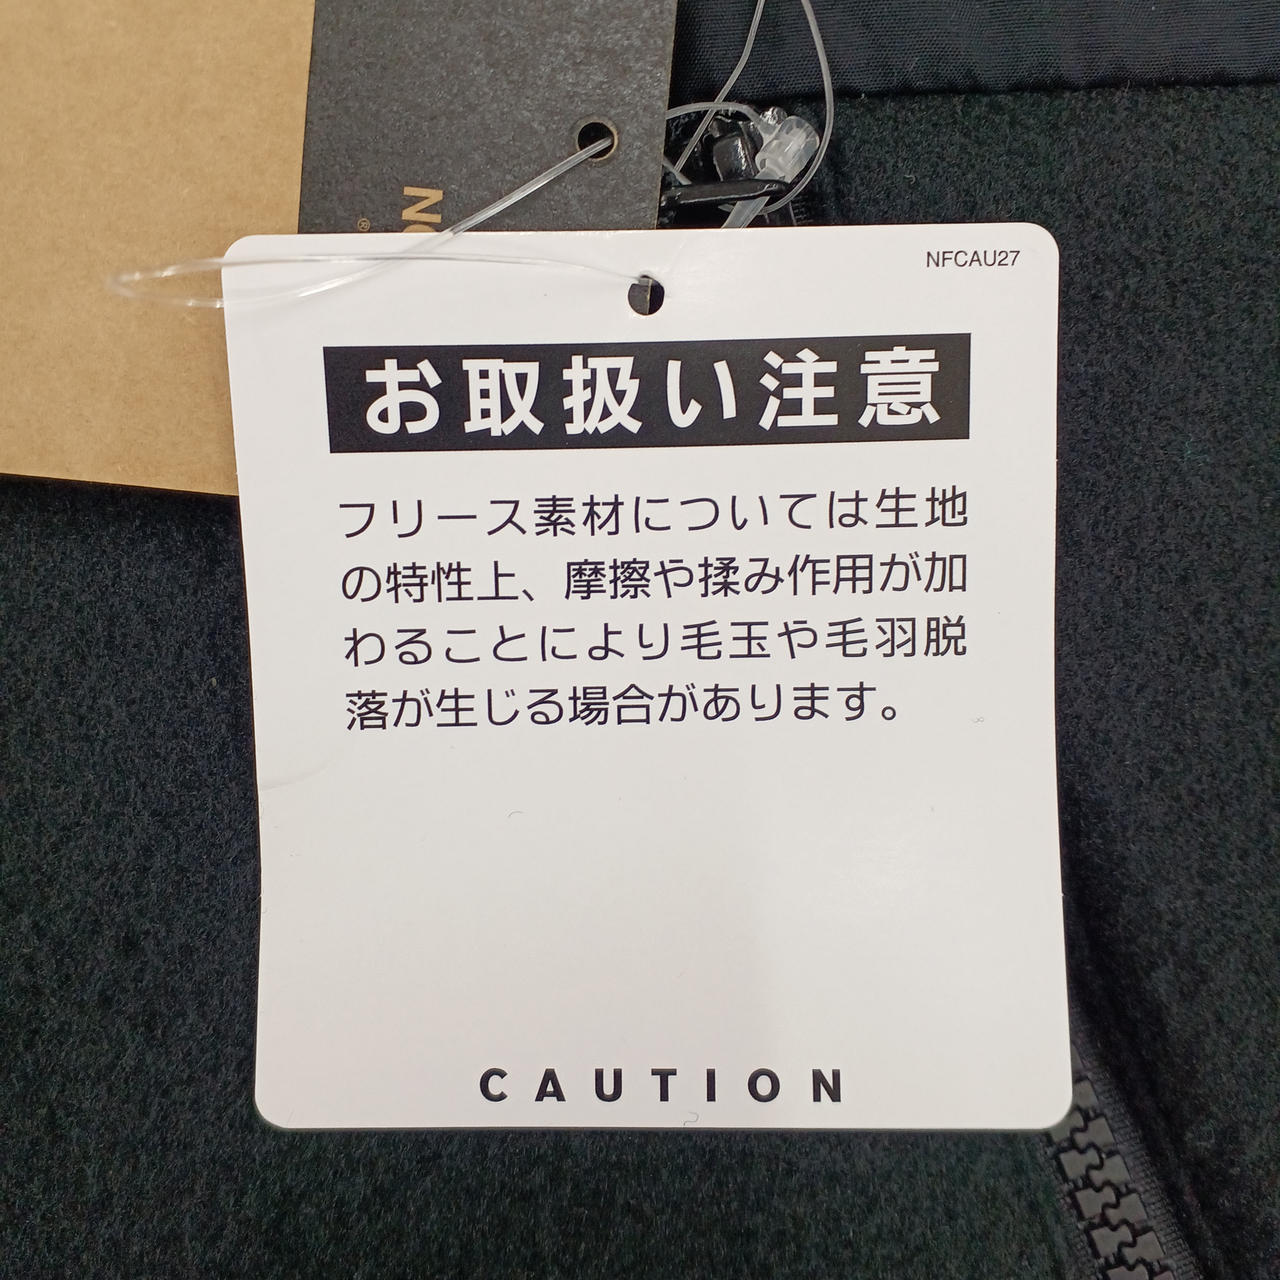 NFCAU27
お取扱い注意
フリース素材については生地
の特性上、摩擦や揉み作用が加
わることにより毛玉や毛羽脱
落が生じる場合があります。
CAUTION